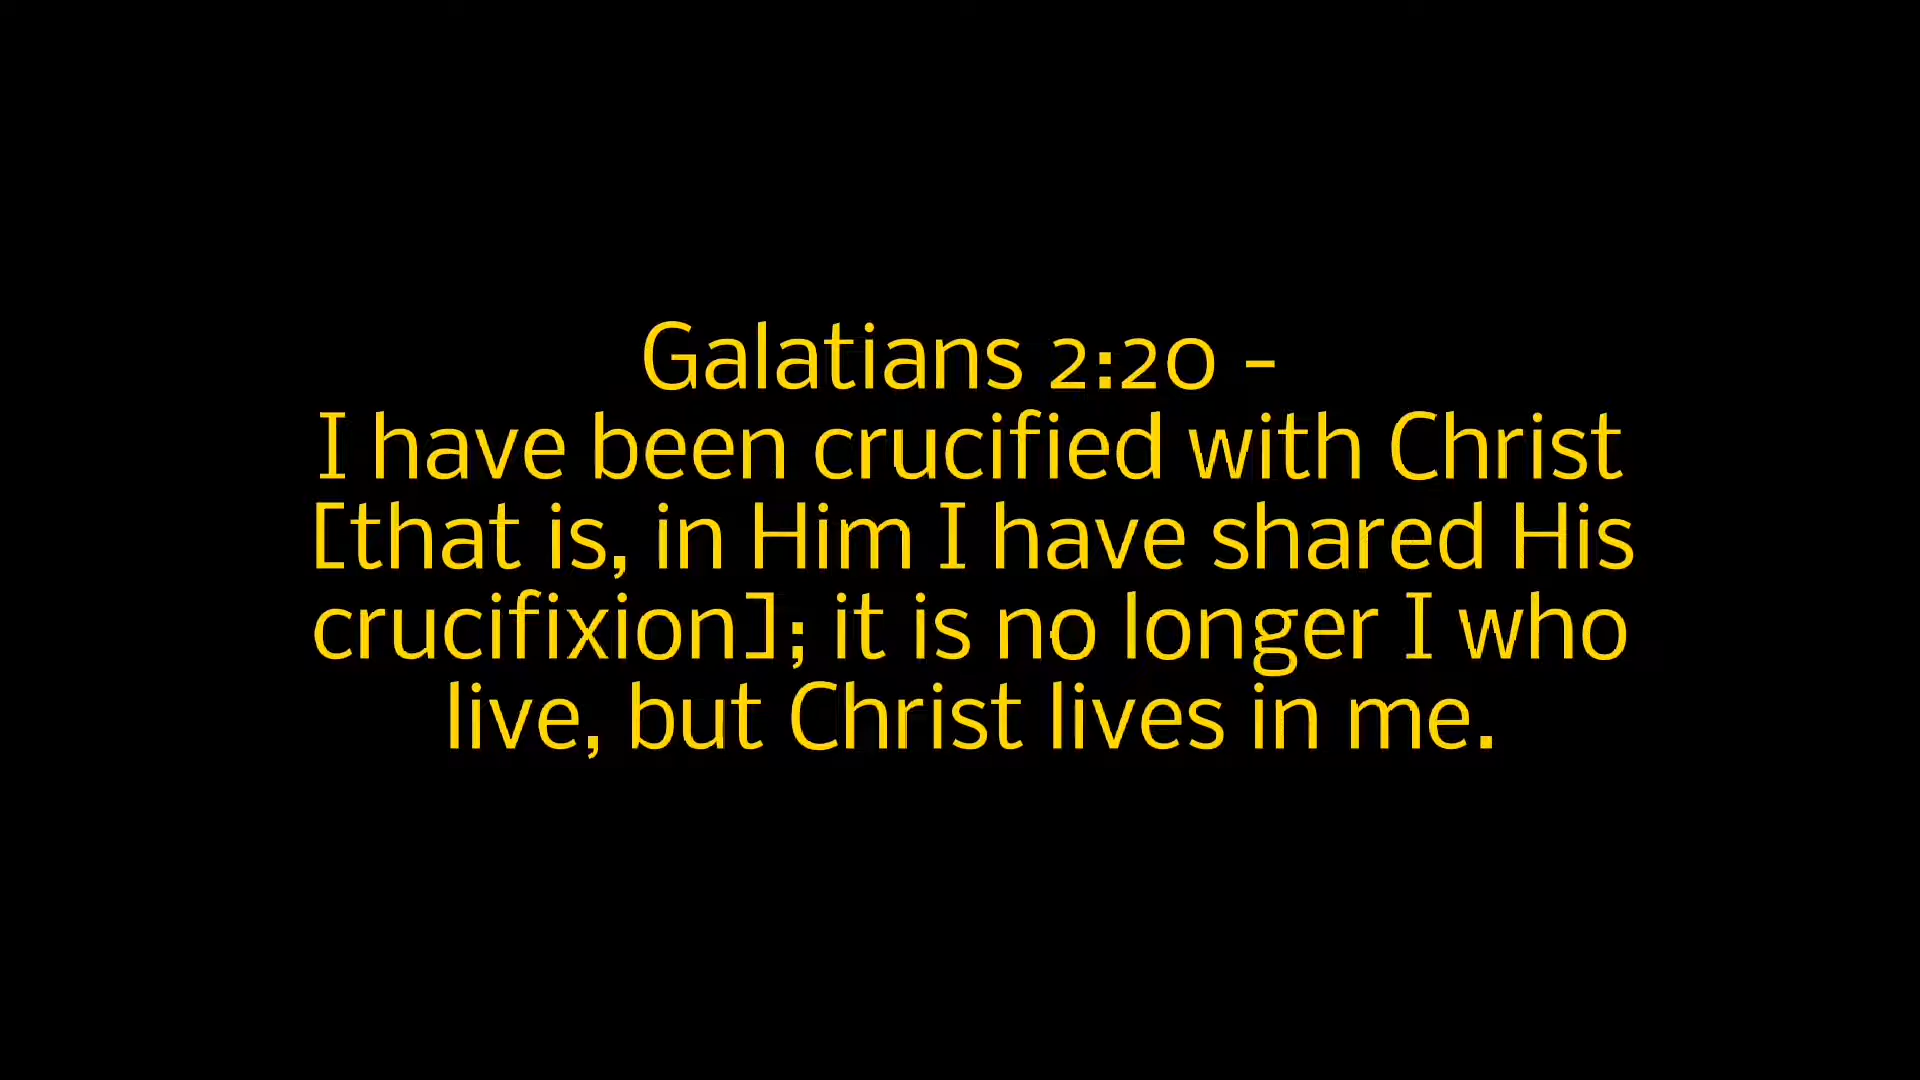 Galatians 2:20 -
I have been crucified with Christ
[that is, in Him I have shared His
crucifixion]; it is no longer I who
live, but Christ lives in me.